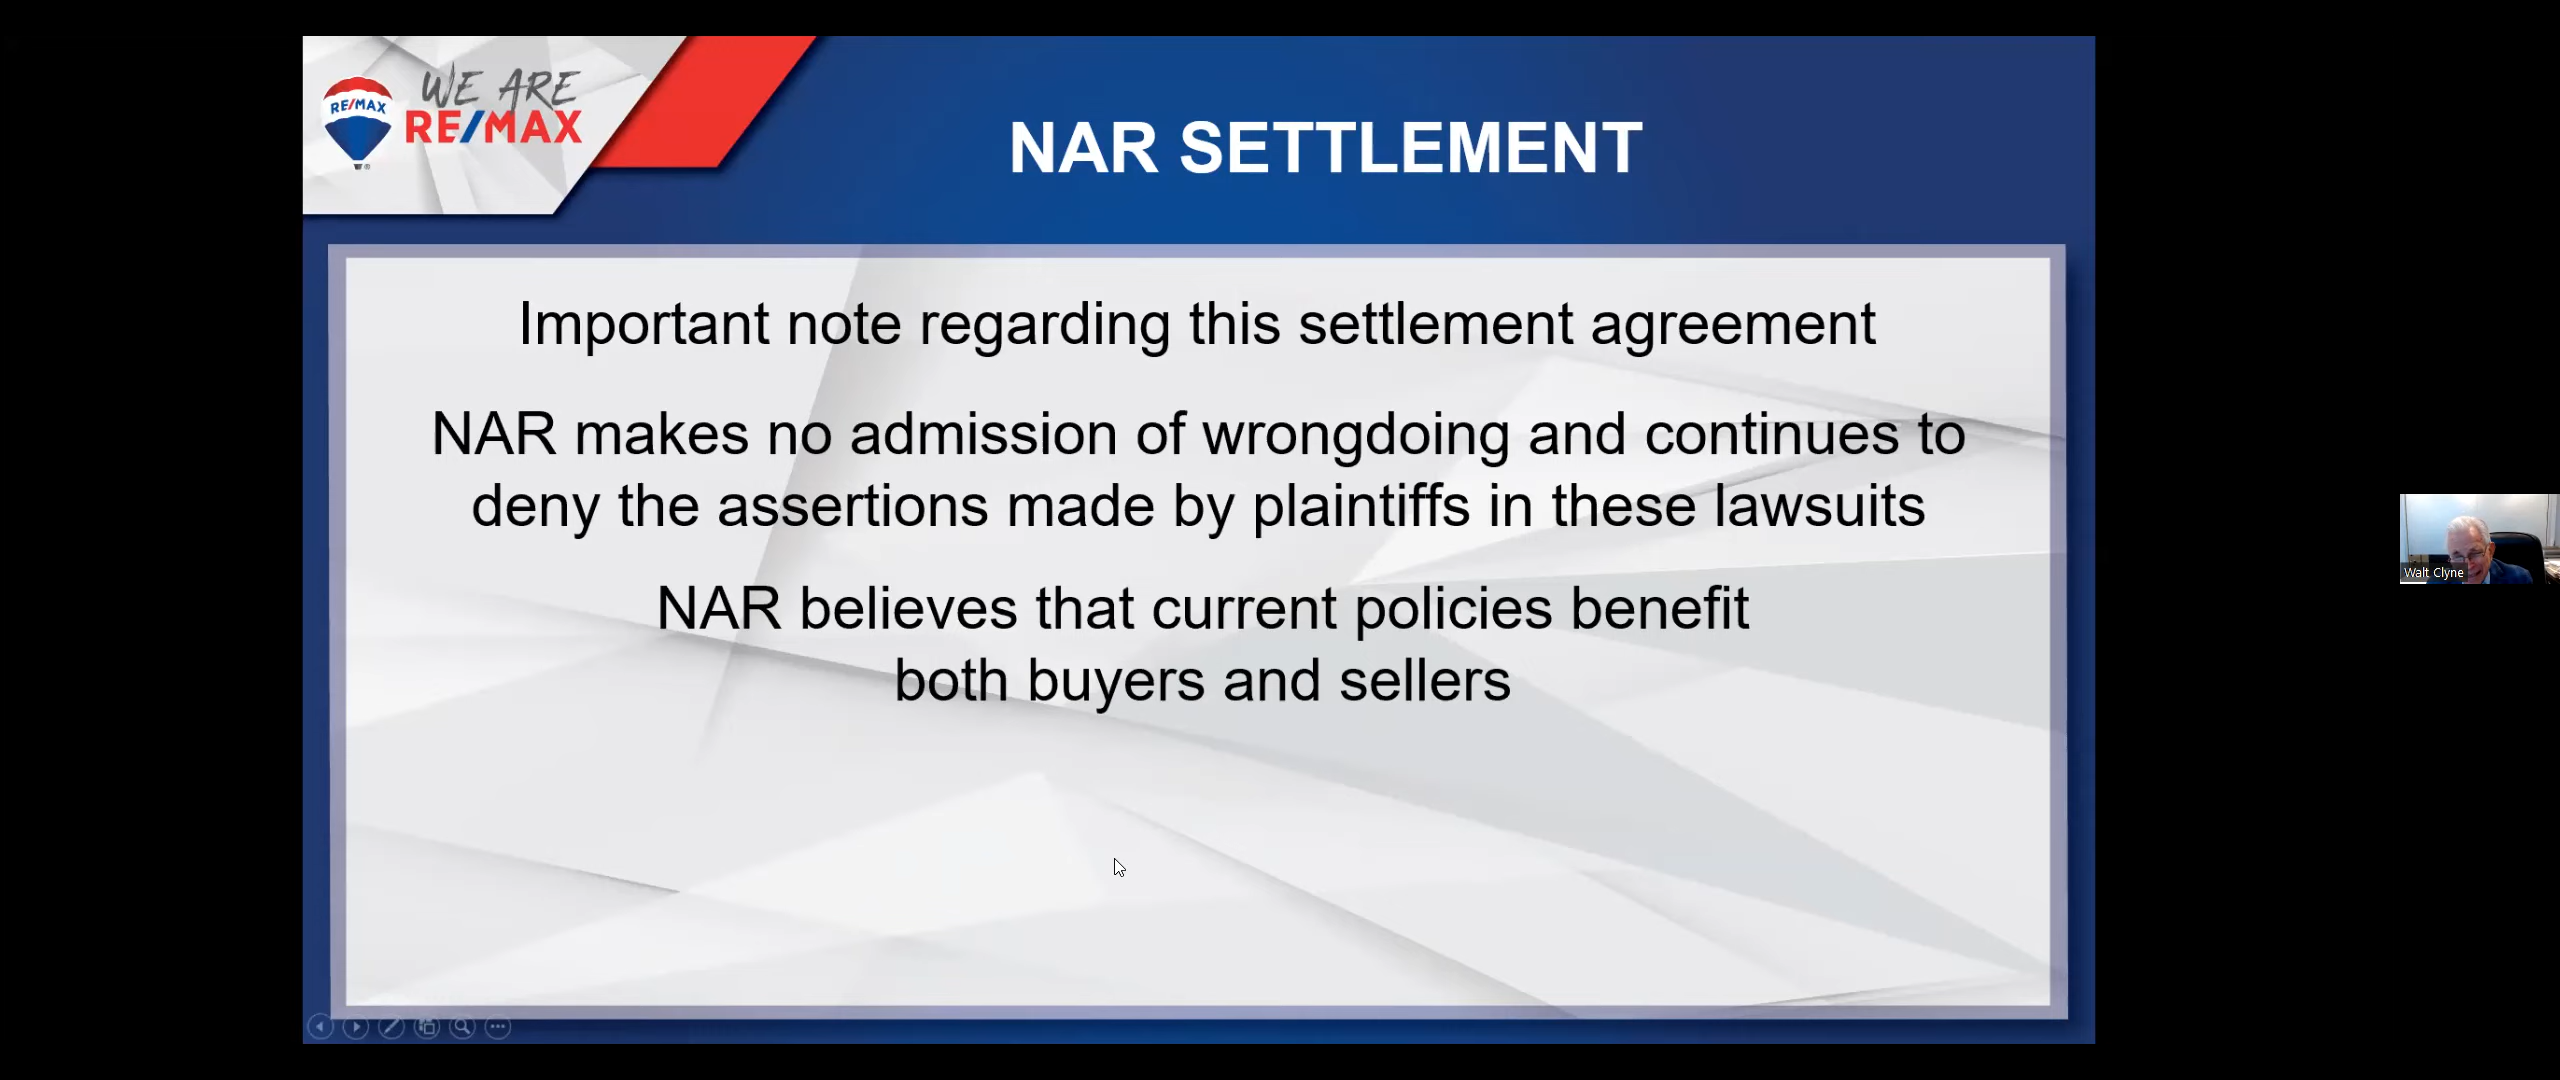 WE ARE
RE/MAX
RE/MAX
NAR SETTLEMENT
Important note regarding this settlement agreement
NAR makes no admission of wrongdoing and continues to
deny the assertions made by plaintiffs in these lawsuits
NAR believes that current policies benefit
both buyers and sellers
Walt Clyne